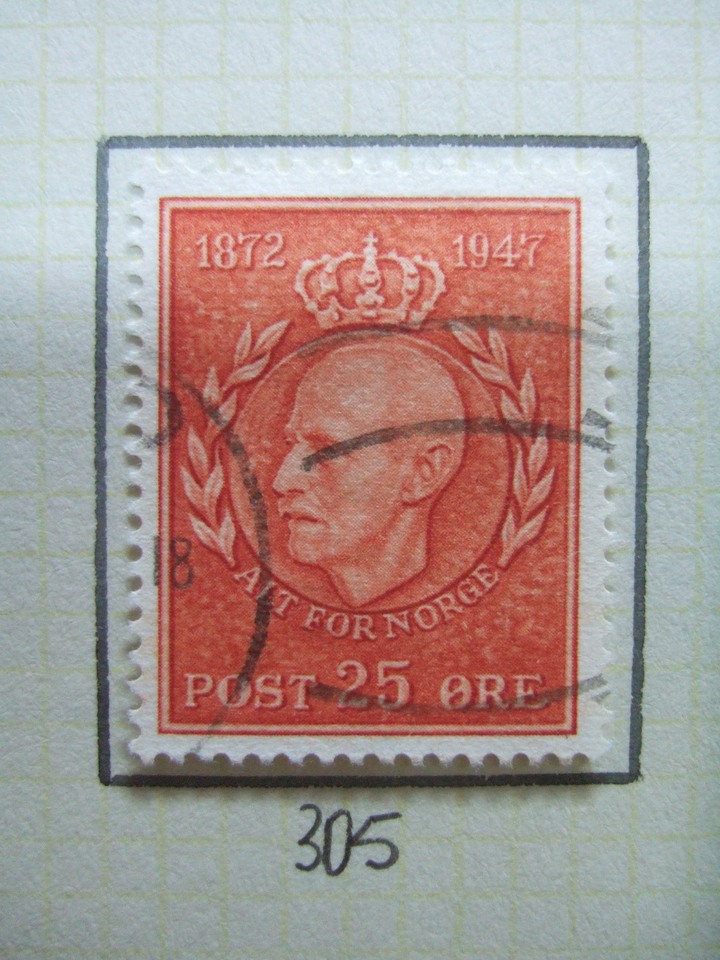 1872 1947
ALT FOR NORGE
POST 25 ØRE
18
305